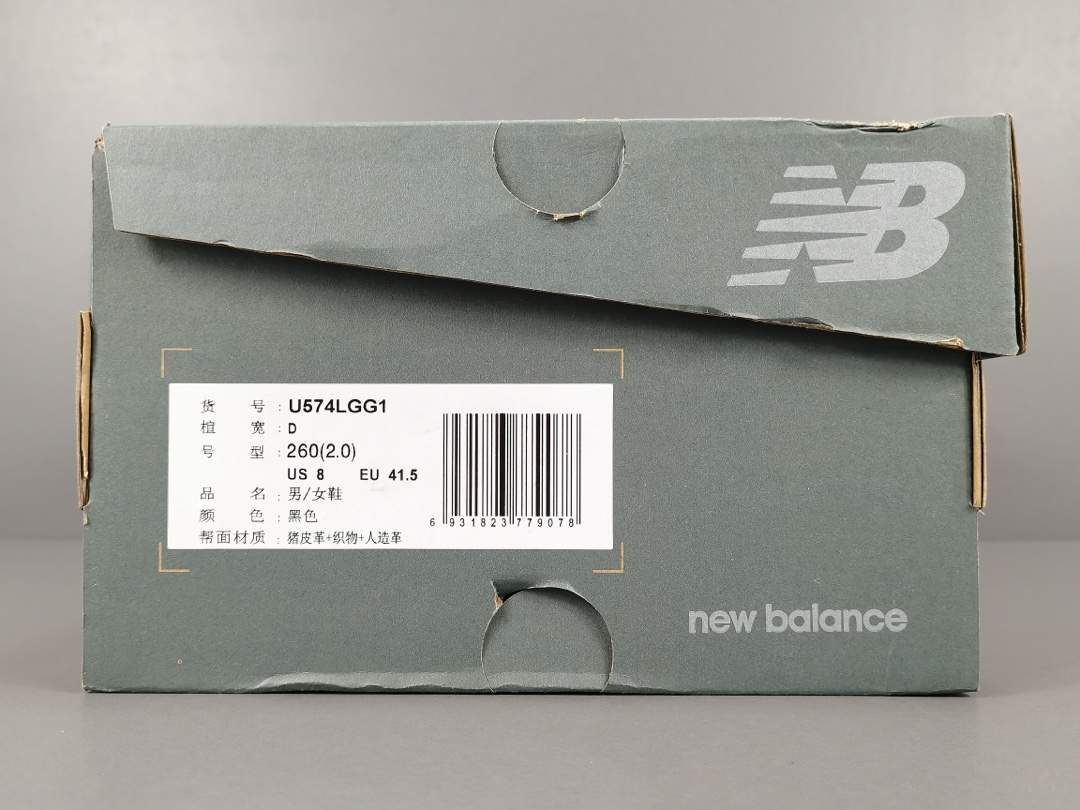 NB
货 号 : U574LGG1
楦 宽 : D
号 型 : 260(2.0)
US 8 EU 41.5
品 名 : 男/女鞋
颜 色 : 黑色
帮面材质 : 猪皮革+织物+人造革
6 931823 779078
new balance